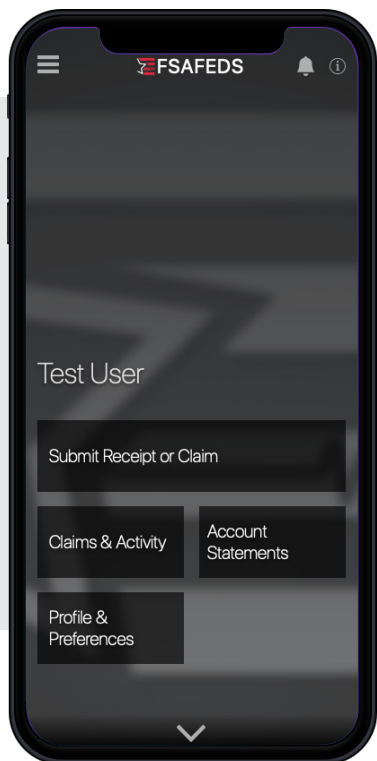 FSAFEDS
Test User
Submit Receipt or Claim
Claims & Activity
Account
Statements
Profile &
Preferences